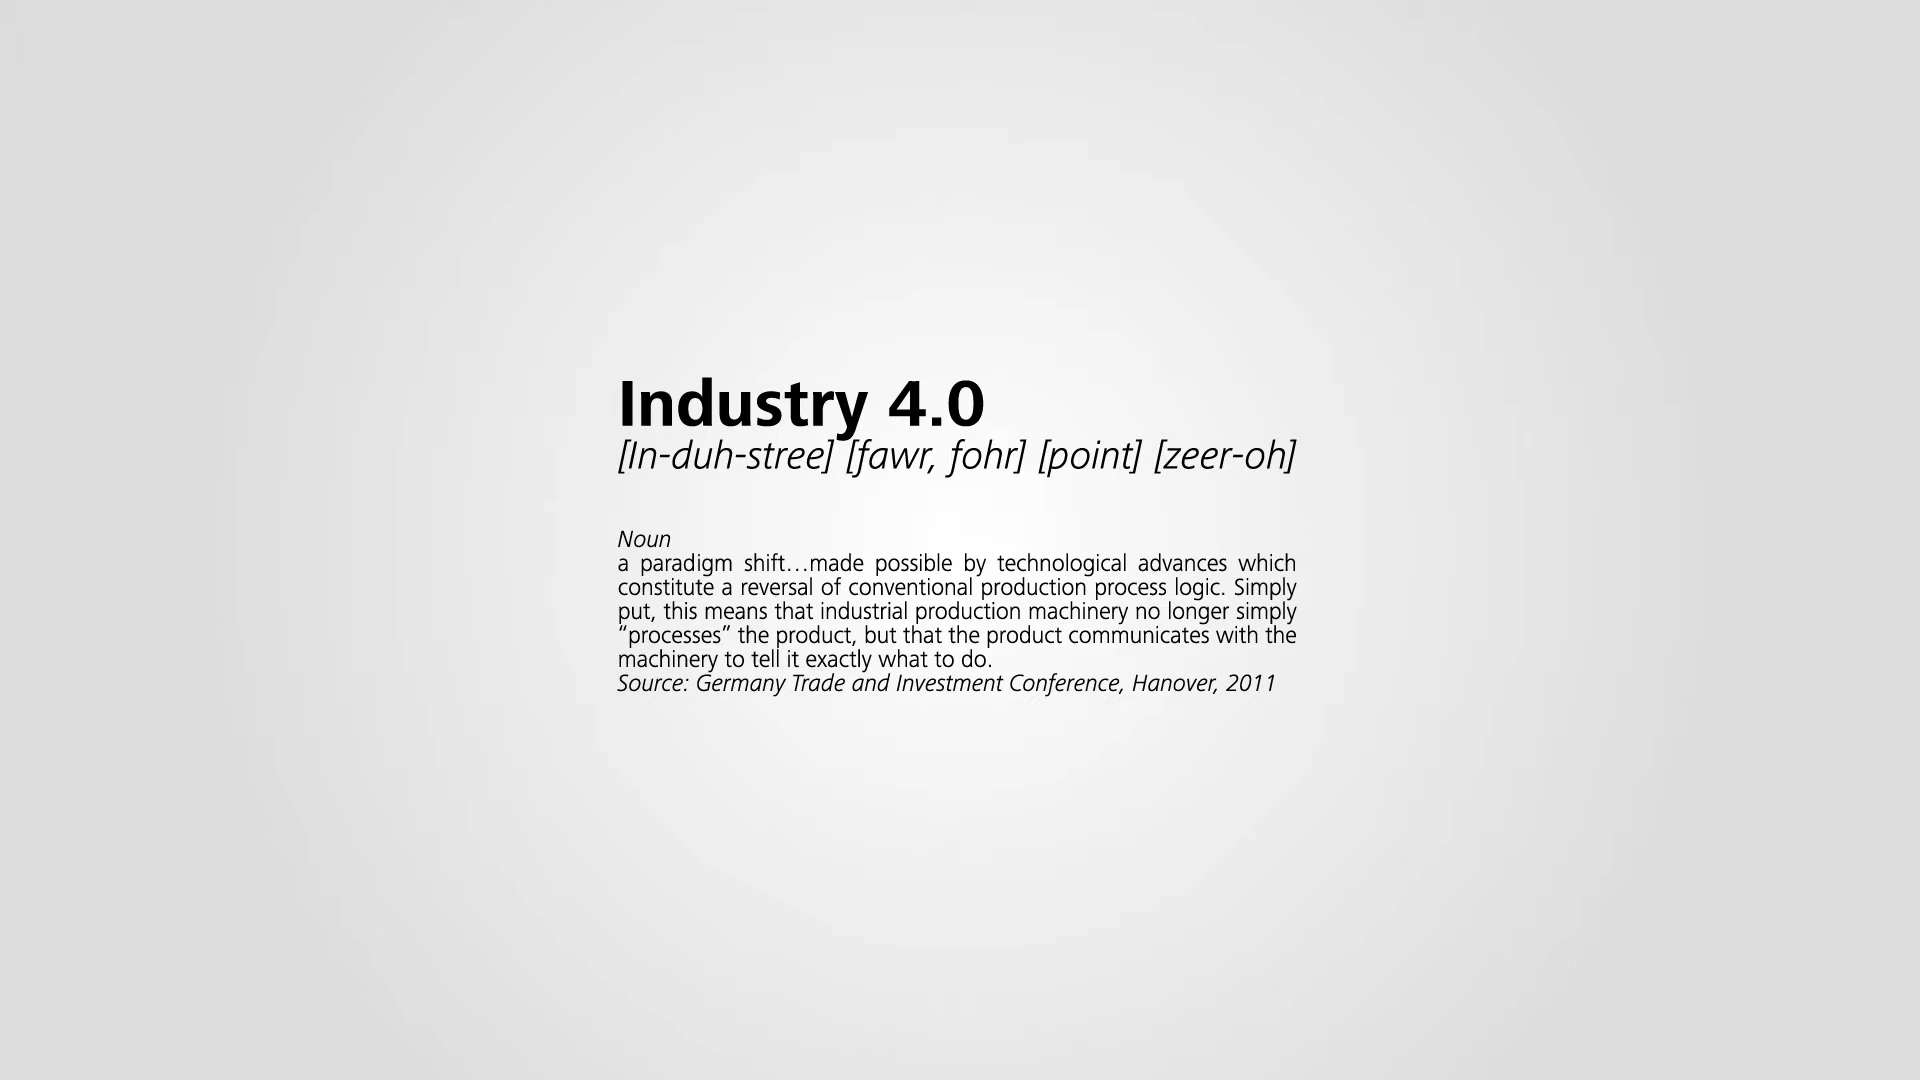 Industry 4.0
[In-duh-stree] [fawr, fohr] [point] [zeer-oh]
Noun
a paradigm shift…made possible by technological advances which
constitute a reversal of conventional production process logic. Simply
put, this means that industrial production machinery no longer simply
“processes” the product, but that the product communicates with the
machinery to tell it exactly what to do.
Source: Germany Trade and Investment Conference, Hanover, 2011